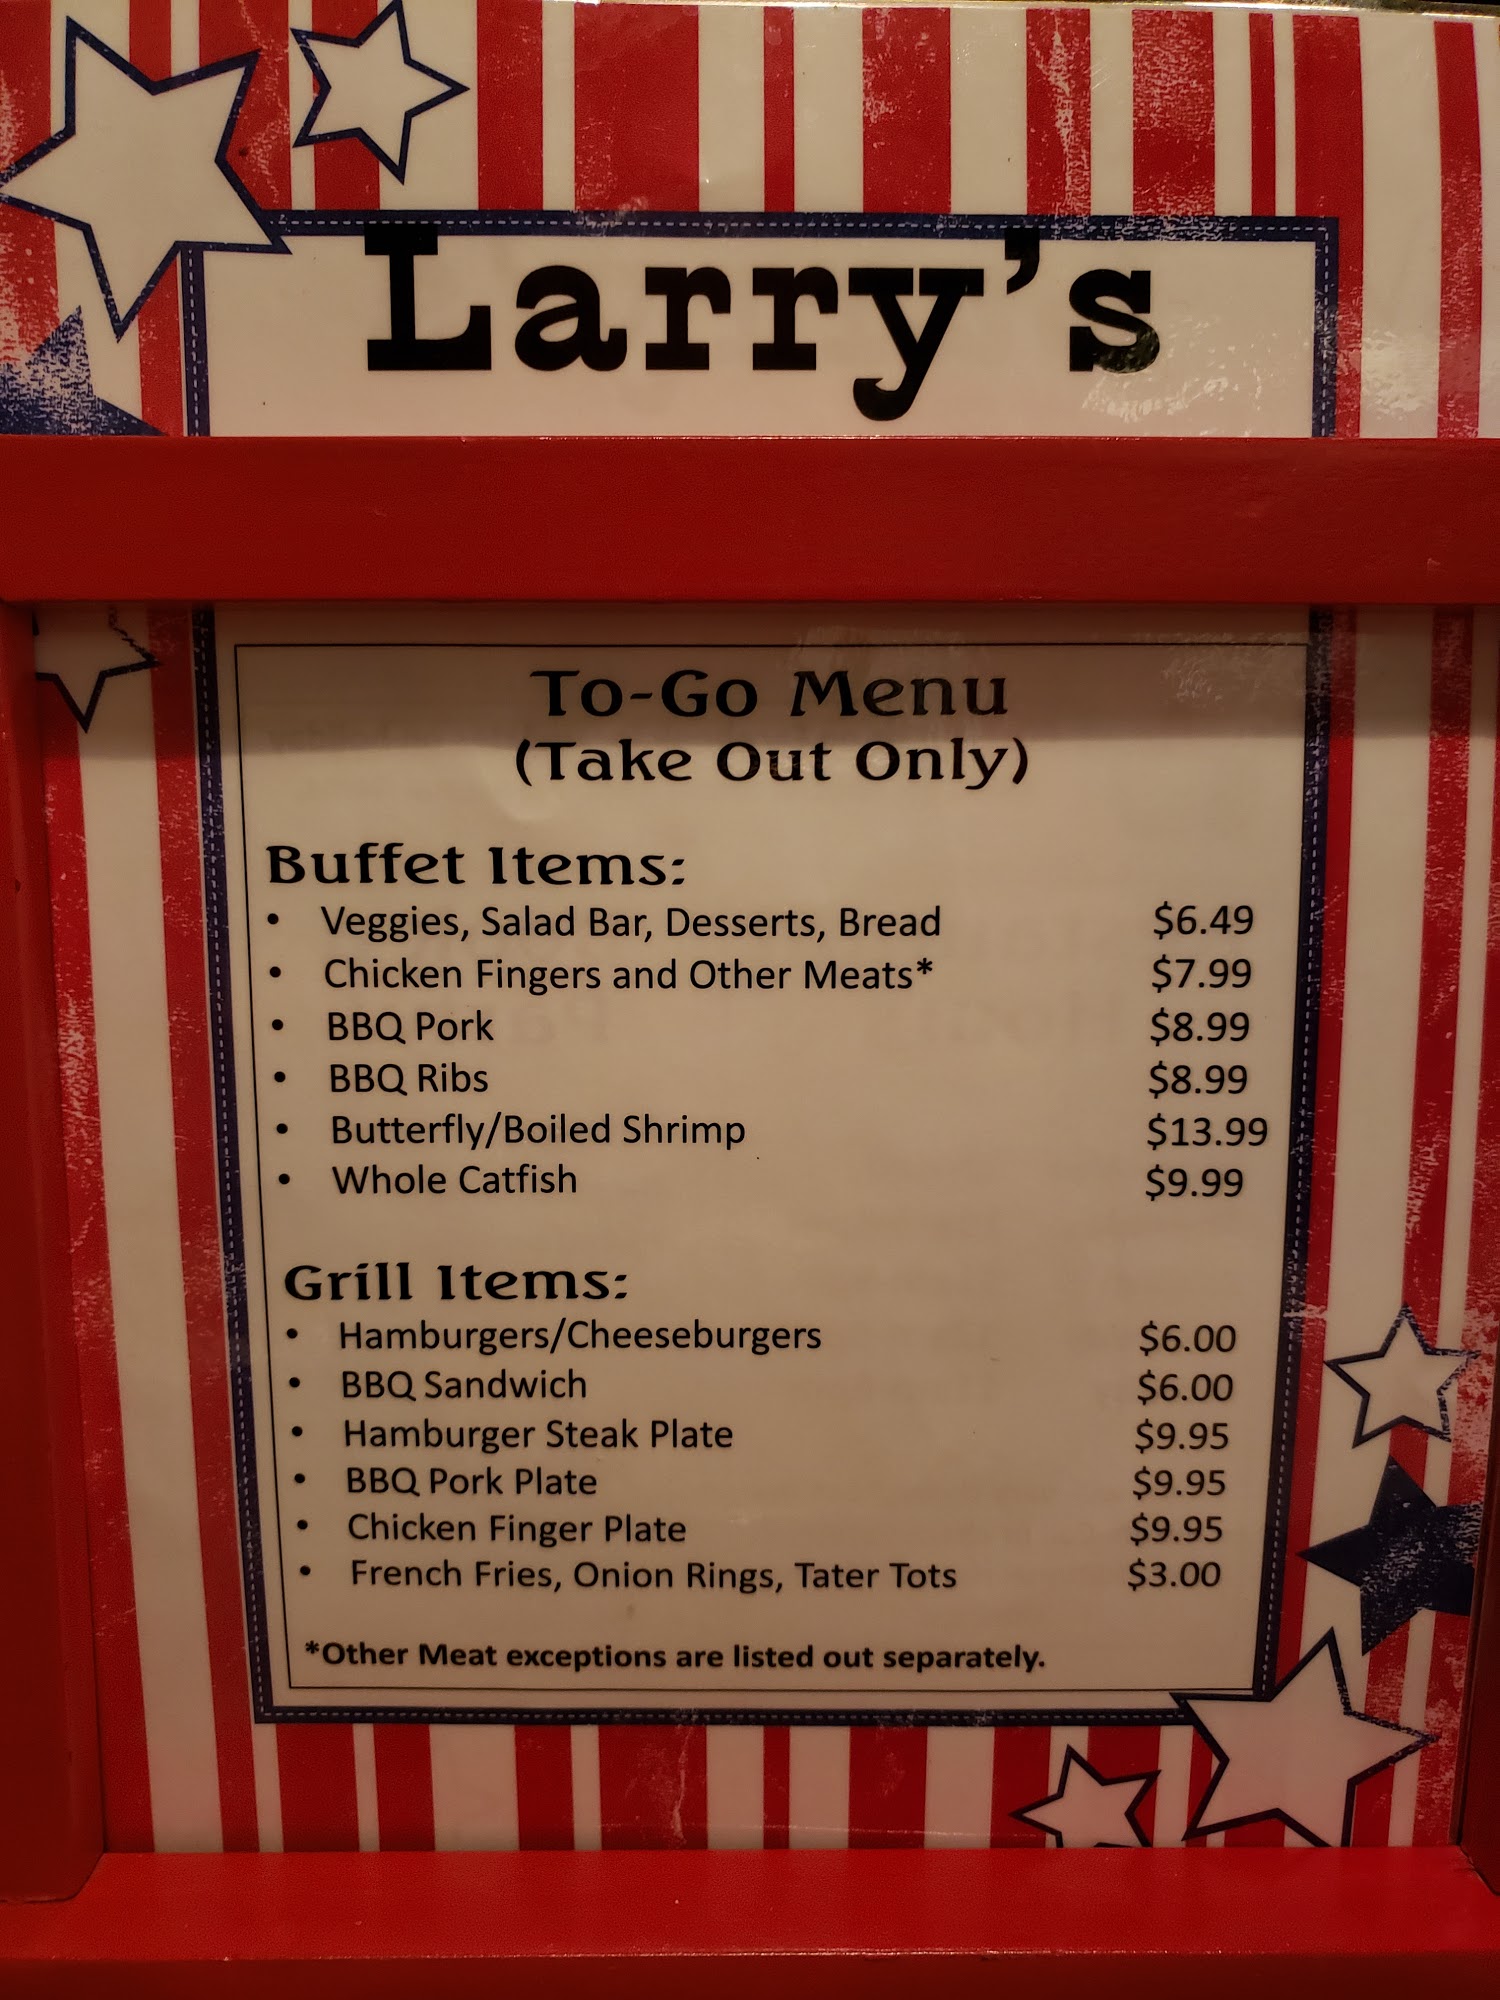 Larry's
To-Go Menu
(Take Out Only)
Buffet Items:
• Veggies, Salad Bar, Desserts, Bread $6.49
• Chicken Fingers and Other Meats* $7.99
• BBQ Pork $8.99
• BBQ Ribs $8.99
• Butterfly/Boiled Shrimp $13.99
• Whole Catfish $9.99
Grill Items:
• Hamburgers/Cheeseburgers $6.00
• BBQ Sandwich $6.00
• Hamburger Steak Plate $9.95
• BBQ Pork Plate $9.95
• Chicken Finger Plate $9.95
• French Fries, Onion Rings, Tater Tots $3.00
*Other Meat exceptions are listed out separately.